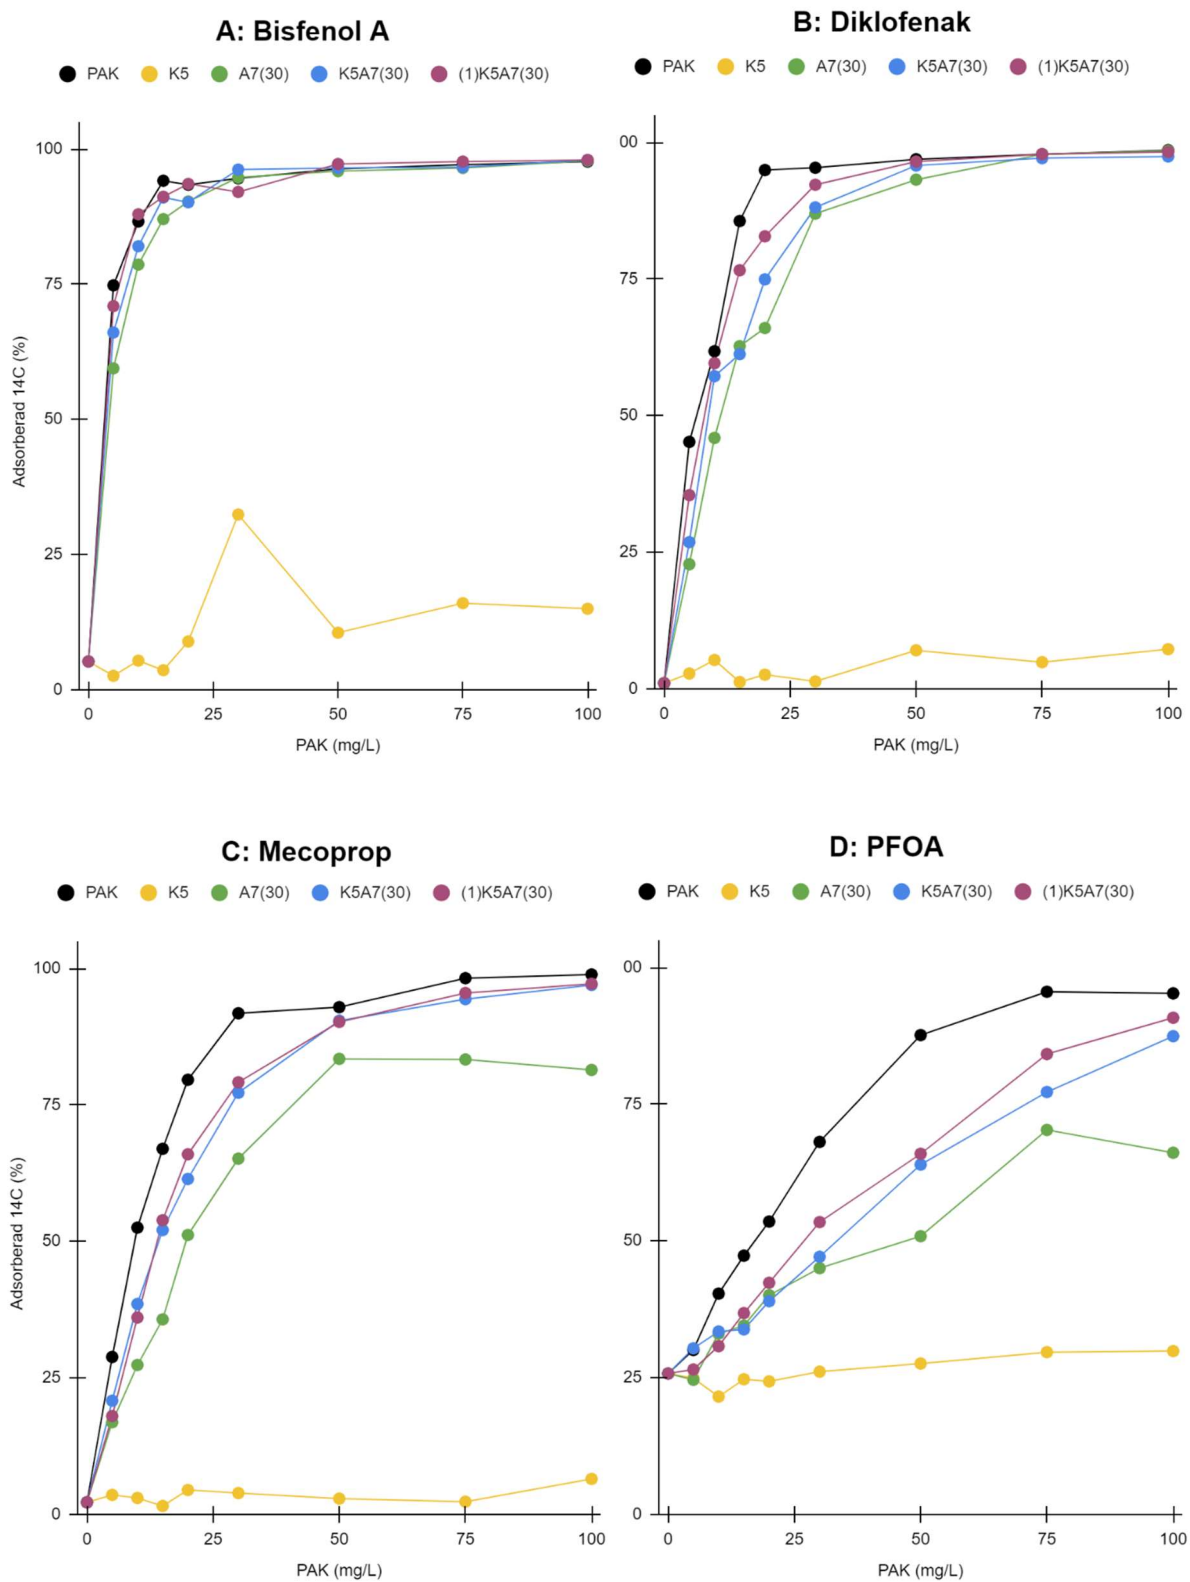 A: Bisfenol A
PAK K5 A7(30) K5A7(30) (1)K5A7(30)
100
75
50
25
0
Adsorberad 14C (%)
0 25 50 75 100
PAK (mg/L)
B: Diklofenak
PAK K5 A7(30) K5A7(30) (1)K5A7(30)
00
75
50
25
0
0 25 50 75 100
PAK (mg/L)
C: Mecoprop
PAK K5 A7(30) K5A7(30) (1)K5A7(30)
100
75
50
25
0
Adsorberad 14C (%)
0 25 50 75 100
PAK (mg/L)
D: PFOA
PAK K5 A7(30) K5A7(30) (1)K5A7(30)
00
75
50
25
0
0 25 50 75 100
PAK (mg/L)